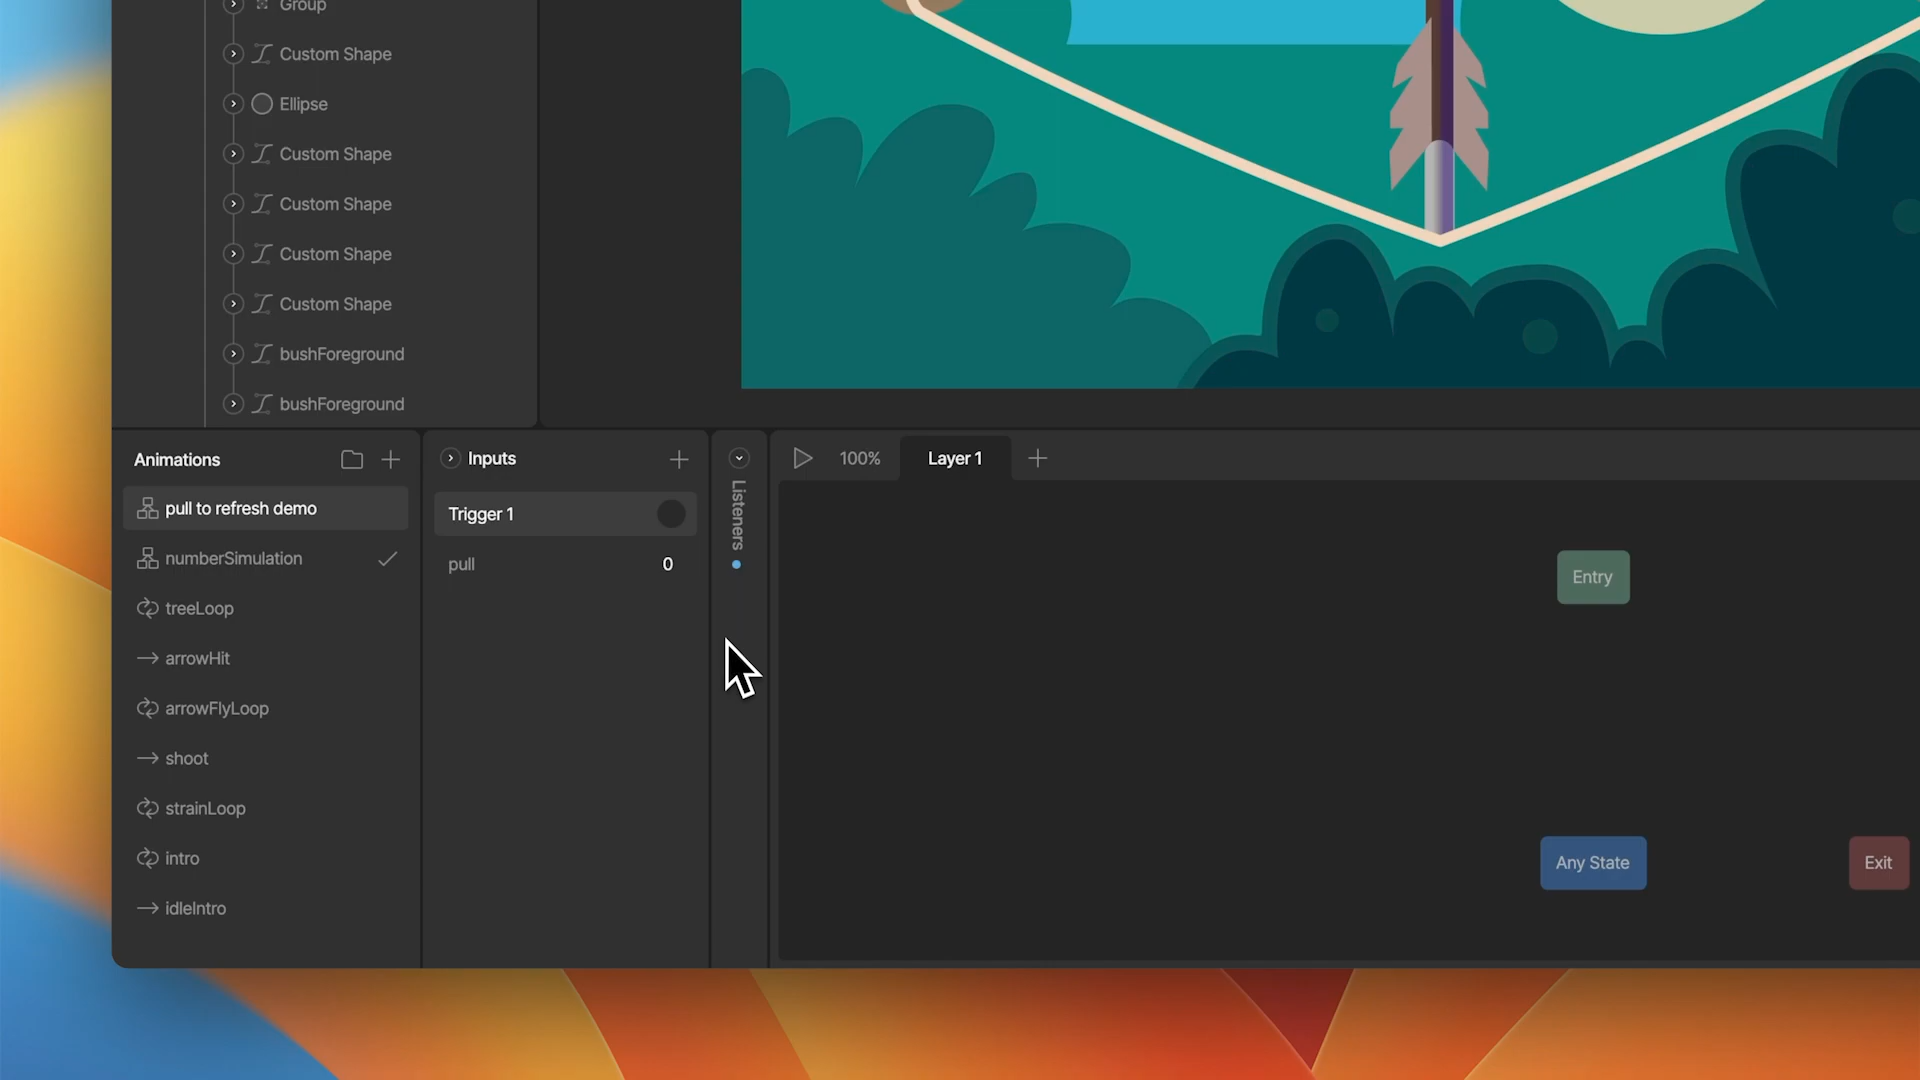 Group
Custom Shape
Ellipse
Custom Shape
Custom Shape
Custom Shape
Custom Shape
bushForeground
bushForeground
Animations
pull to refresh demo
numberSimulation
treeLoop
arrowHit
arrowFlyLoop
shoot
strainLoop
intro
idleIntro
Inputs
Trigger 1
pull 0
Listeners
100% Layer 1
Entry
Any State Exit